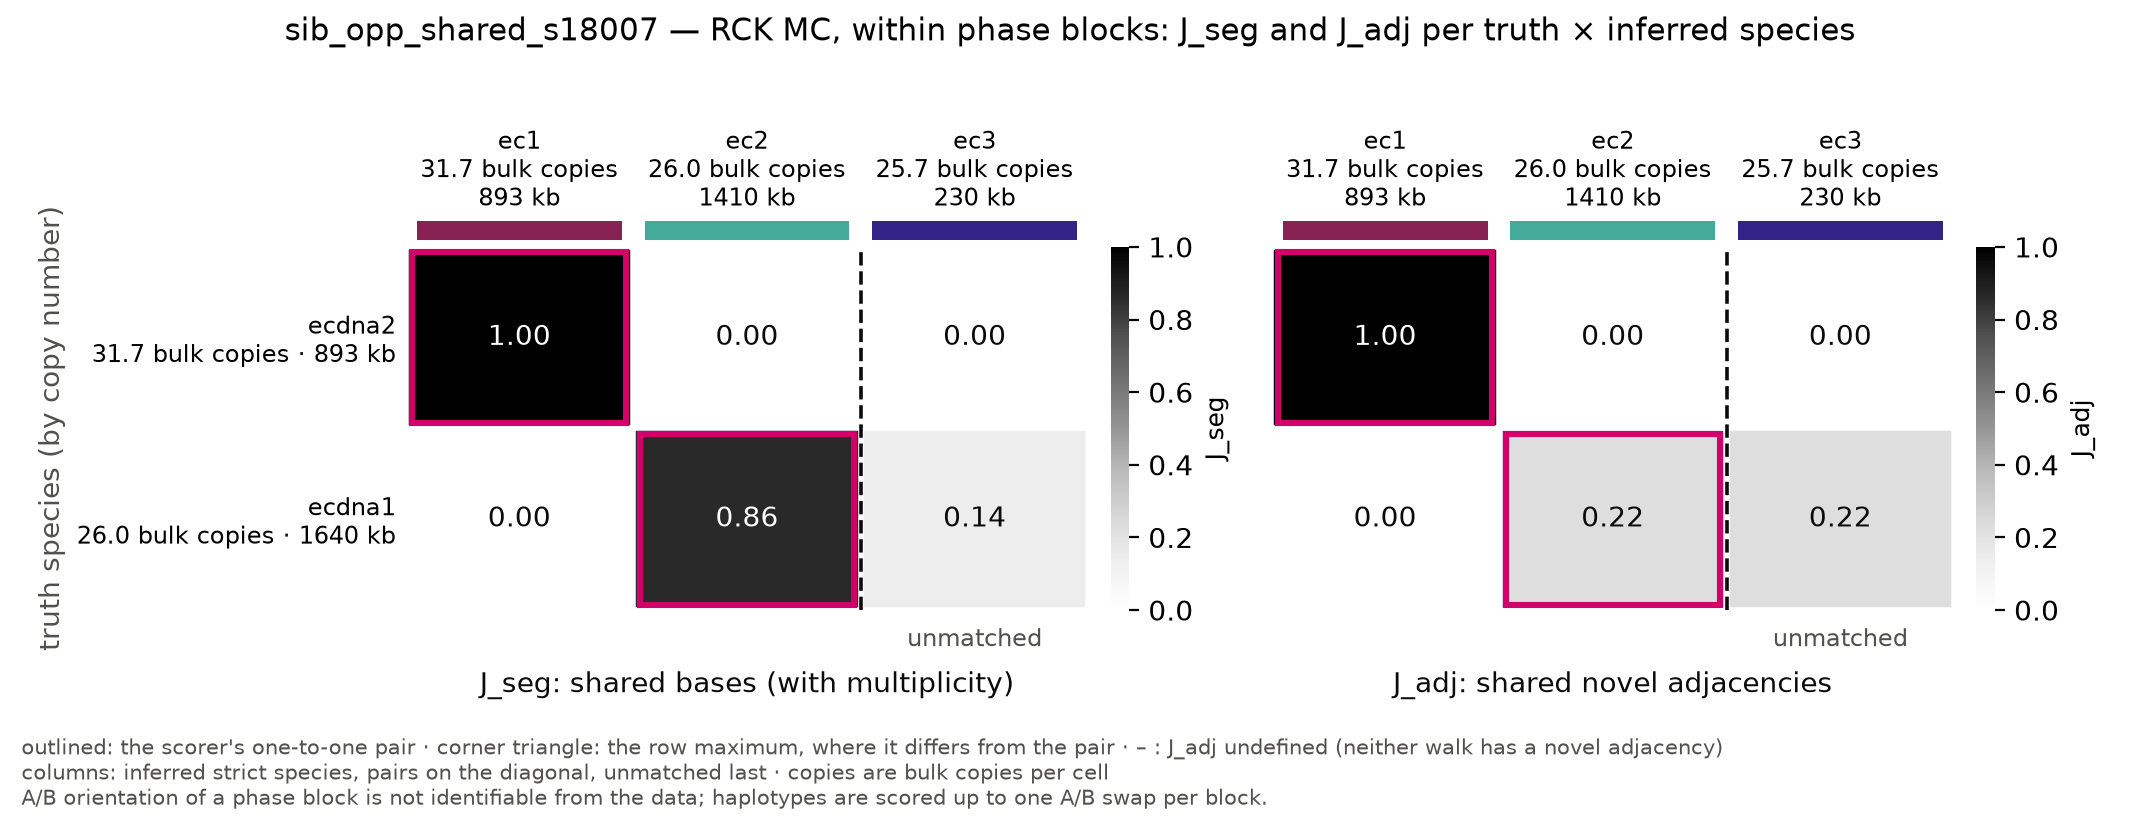 sib_opp_shared_s18007 — RCK MC, within phase blocks: J_seg and J_adj per truth × inferred species
ec1
31.7 bulk copies
893 kb
ec2
26.0 bulk copies
1410 kb
ec3
25.7 bulk copies
230 kb
truth species (by copy number)
ecdna2
31.7 bulk copies · 893 kb
ecdna1
26.0 bulk copies · 1640 kb
1.00
0.00
0.00
0.00
0.86
0.14
unmatched
J_seg: shared bases (with multiplicity)
1.0
0.8
0.6
0.4
0.2
0.0
J_seg
ec1
31.7 bulk copies
893 kb
ec2
26.0 bulk copies
1410 kb
ec3
25.7 bulk copies
230 kb
1.00
0.00
0.00
0.00
0.22
0.22
unmatched
J_adj: shared novel adjacencies
1.0
0.8
0.6
0.4
0.2
0.0
J_adj
outlined: the scorer's one-to-one pair · corner triangle: the row maximum, where it differs from the pair · – : J_adj undefined (neither walk has a novel adjacency)
columns: inferred strict species, pairs on the diagonal, unmatched last · copies are bulk copies per cell
A/B orientation of a phase block is not identifiable from the data; haplotypes are scored up to one A/B swap per block.